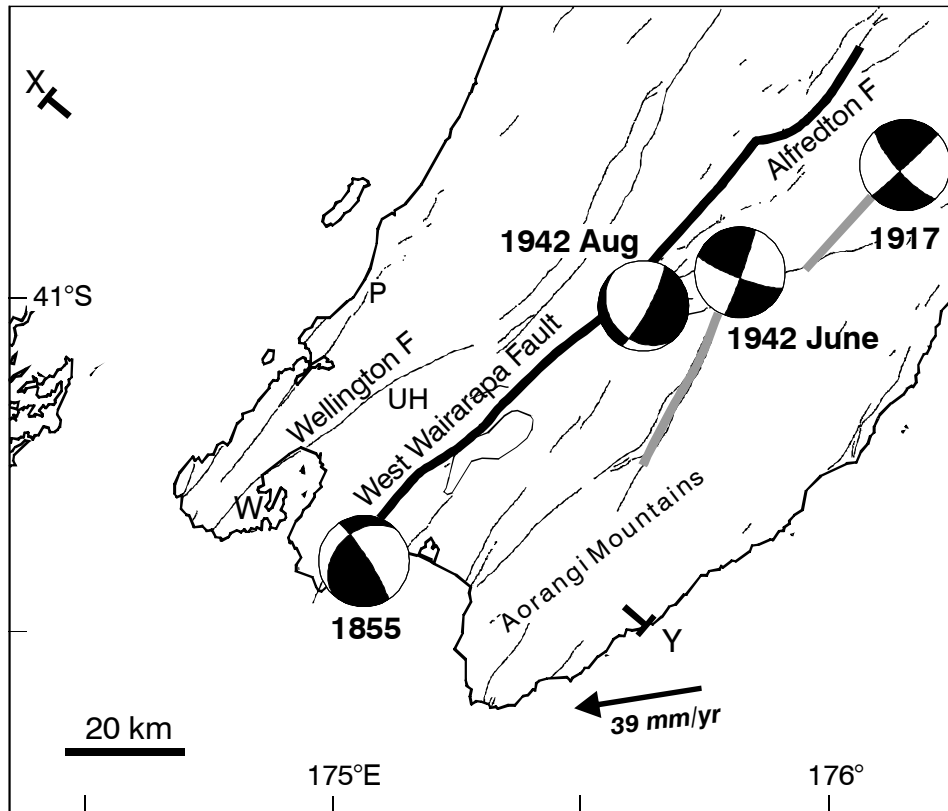 X
Alfredton F
1917
1942 Aug
41°S
P
1942 June
Wellington F
UH
West Wairarapa Fault
W
Aorangi Mountains
1855
Y
39 mm/yr
20 km
175°E
176°